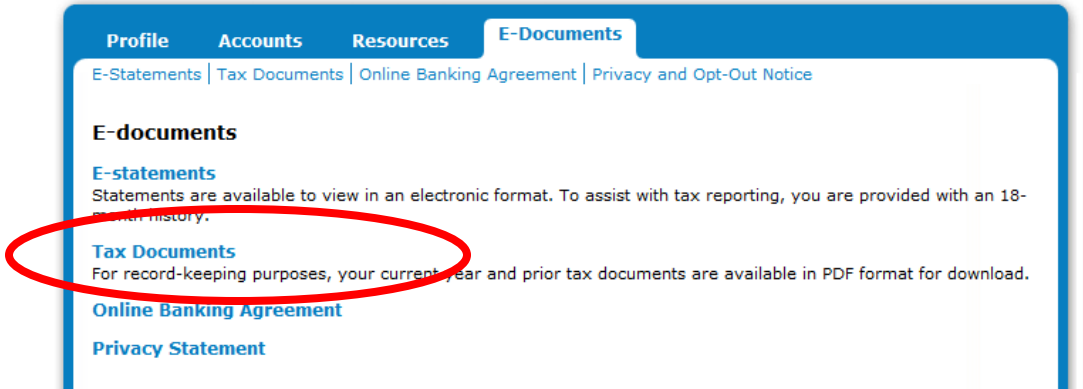 Profile Accounts Resources E-Documents
E-Statements | Tax Documents | Online Banking Agreement | Privacy and Opt-Out Notice
E-documents
E-statements
Statements are available to view in an electronic format. To assist with tax reporting, you are provided with an 18-
month history.
Tax Documents
For record-keeping purposes, your current year and prior tax documents are available in PDF format for download.
Online Banking Agreement
Privacy Statement